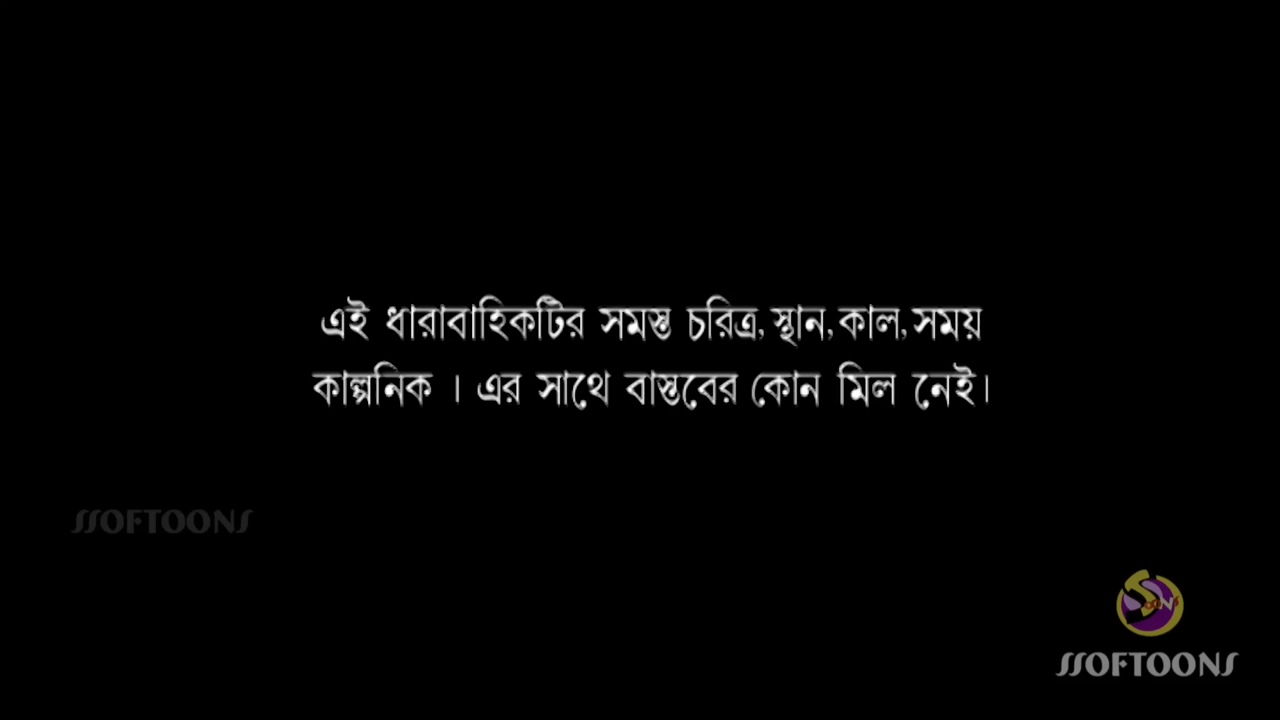 এই ধারাবাহিকটির সমস্ত চরিত্র, স্থান, কাল, সময়
কাল্পনিক । এর সাথে বাস্তবের কোন মিল নেই।
SSOFTOONS
SSOFTOONS